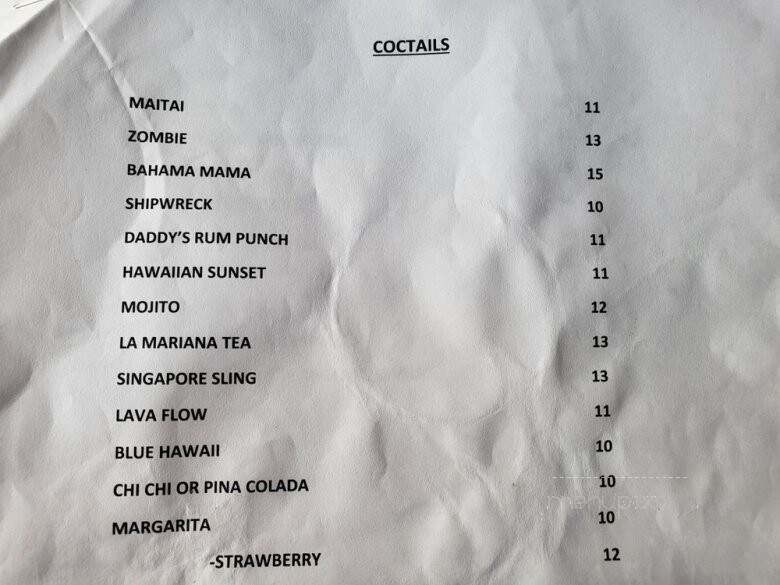 COCTAILS
MAITAI 11
ZOMBIE 13
BAHAMA MAMA 15
SHIPWRECK 10
DADDY'S RUM PUNCH 11
HAWAIIAN SUNSET 11
MOJITO 12
LA MARIANA TEA 13
SINGAPORE SLING 13
LAVA FLOW 11
BLUE HAWAII 10
CHI CHI OR PINA COLADA 10
MARGARITA 10
-STRAWBERRY 12